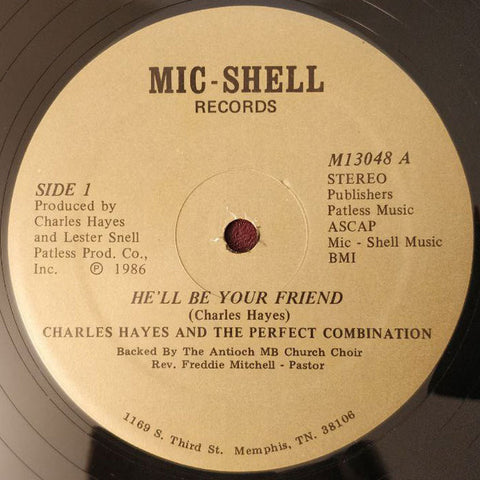 MIC-SHELL
RECORDS
SIDE 1
Produced by
Charles Hayes
and Lester Snell
Patless Prod. Co.,
Inc. ℗ 1986
M13048 A
STEREO
Publishers
Patless Music
ASCAP
Mic - Shell Music
BMI
HE'LL BE YOUR FRIEND
(Charles Hayes)
CHARLES HAYES AND THE PERFECT COMBINATION
Backed By The Antioch MB Church Choir
Rev. Freddie Mitchell - Pastor
1169 S. Third St. Memphis, TN. 38106